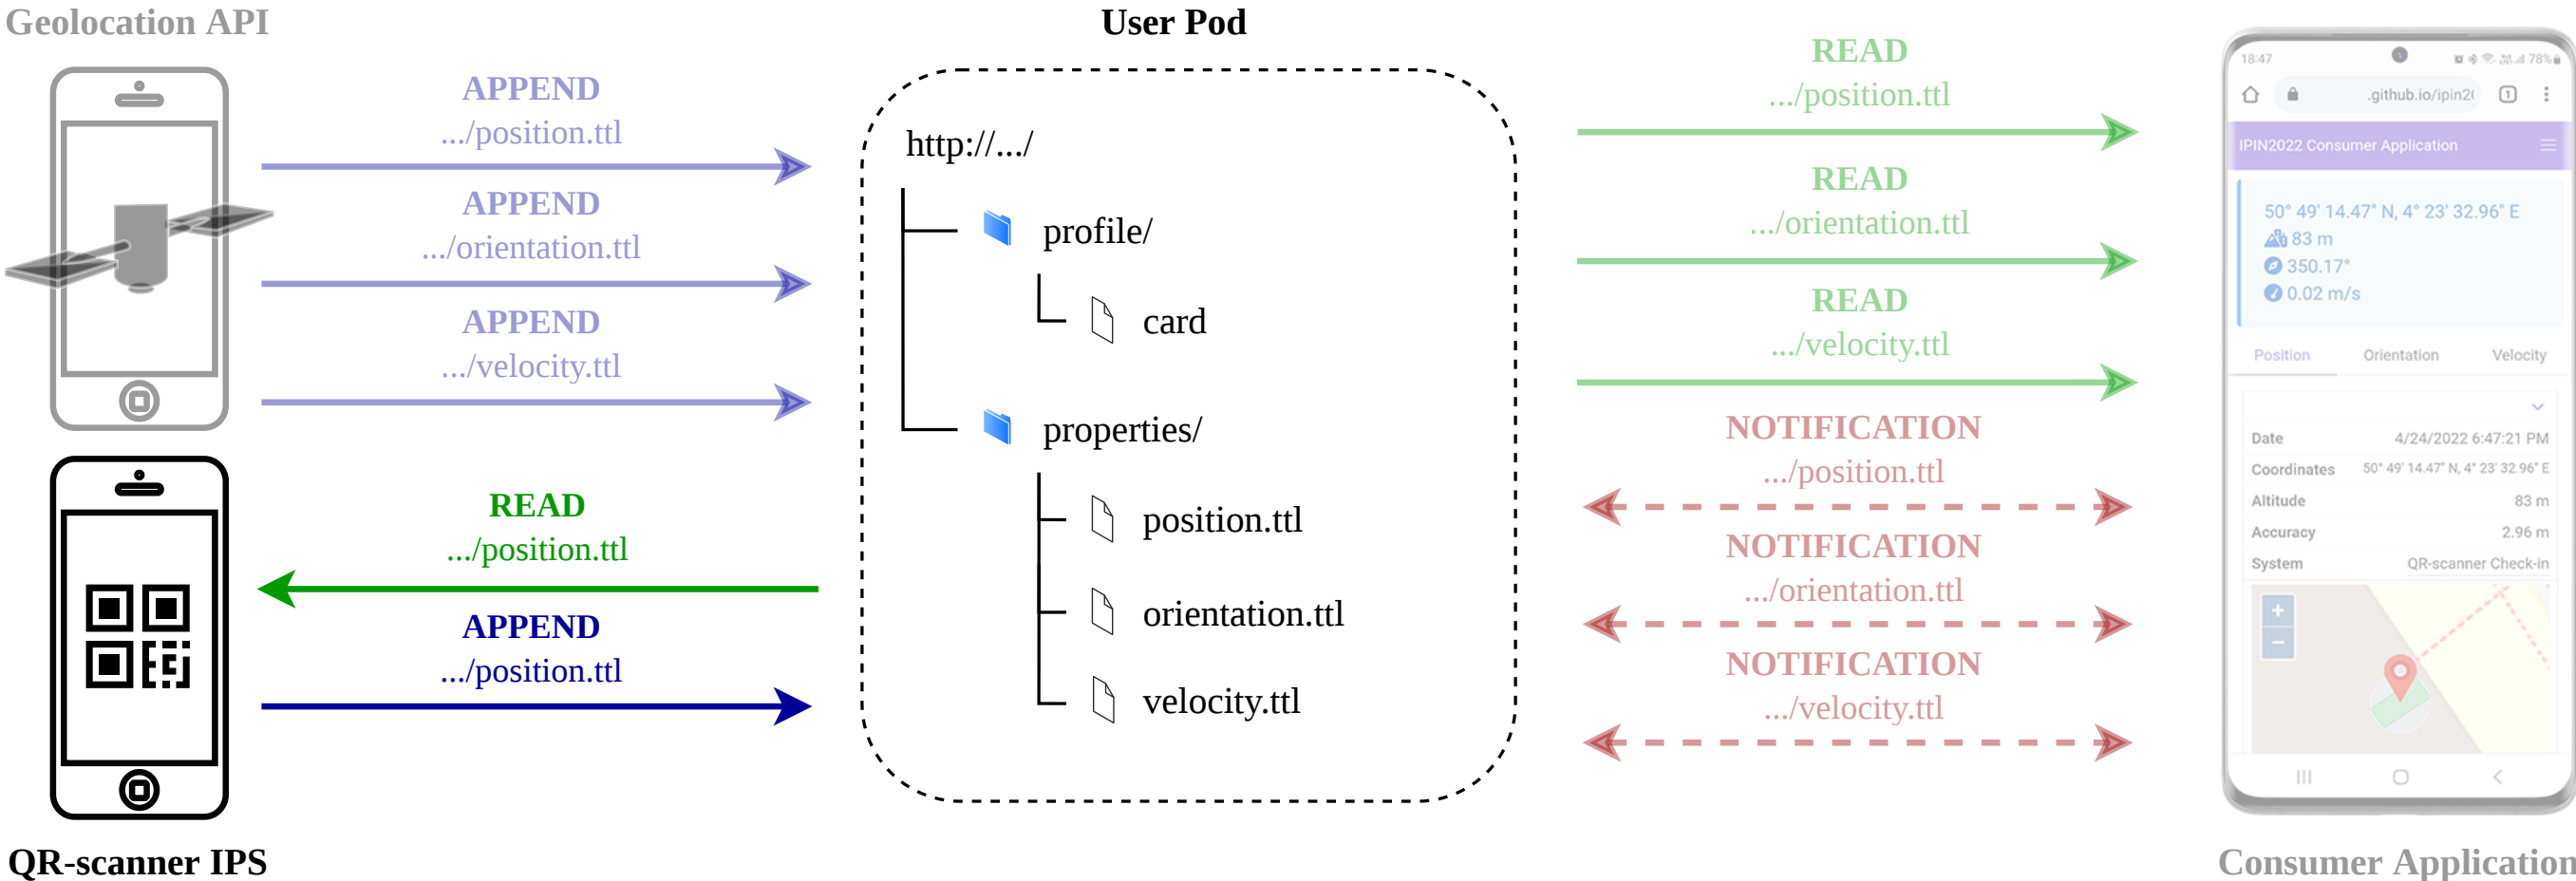 Geolocation API
APPEND
.../position.ttl
APPEND
.../orientation.ttl
APPEND
.../velocity.ttl
READ
.../position.ttl
APPEND
.../position.ttl
QR-scanner IPS
User Pod
http://.../
profile/
card
properties/
position.ttl
orientation.ttl
velocity.ttl
READ
.../position.ttl
READ
.../orientation.ttl
READ
.../velocity.ttl
NOTIFICATION
.../position.ttl
NOTIFICATION
.../orientation.ttl
NOTIFICATION
.../velocity.ttl
18:47
78%
.github.io/ipin2
1
IPIN2022 Consumer Application
50° 49' 14.47" N, 4° 23' 32.96" E
83 m
350.17°
0.02 m/s
Position Orientation Velocity
Date 4/24/2022 6:47:21 PM
Coordinates 50° 49' 14.47" N, 4° 23' 32.96" E
Altitude 83 m
Accuracy 2.96 m
System QR-scanner Check-in
+
−
Consumer Application